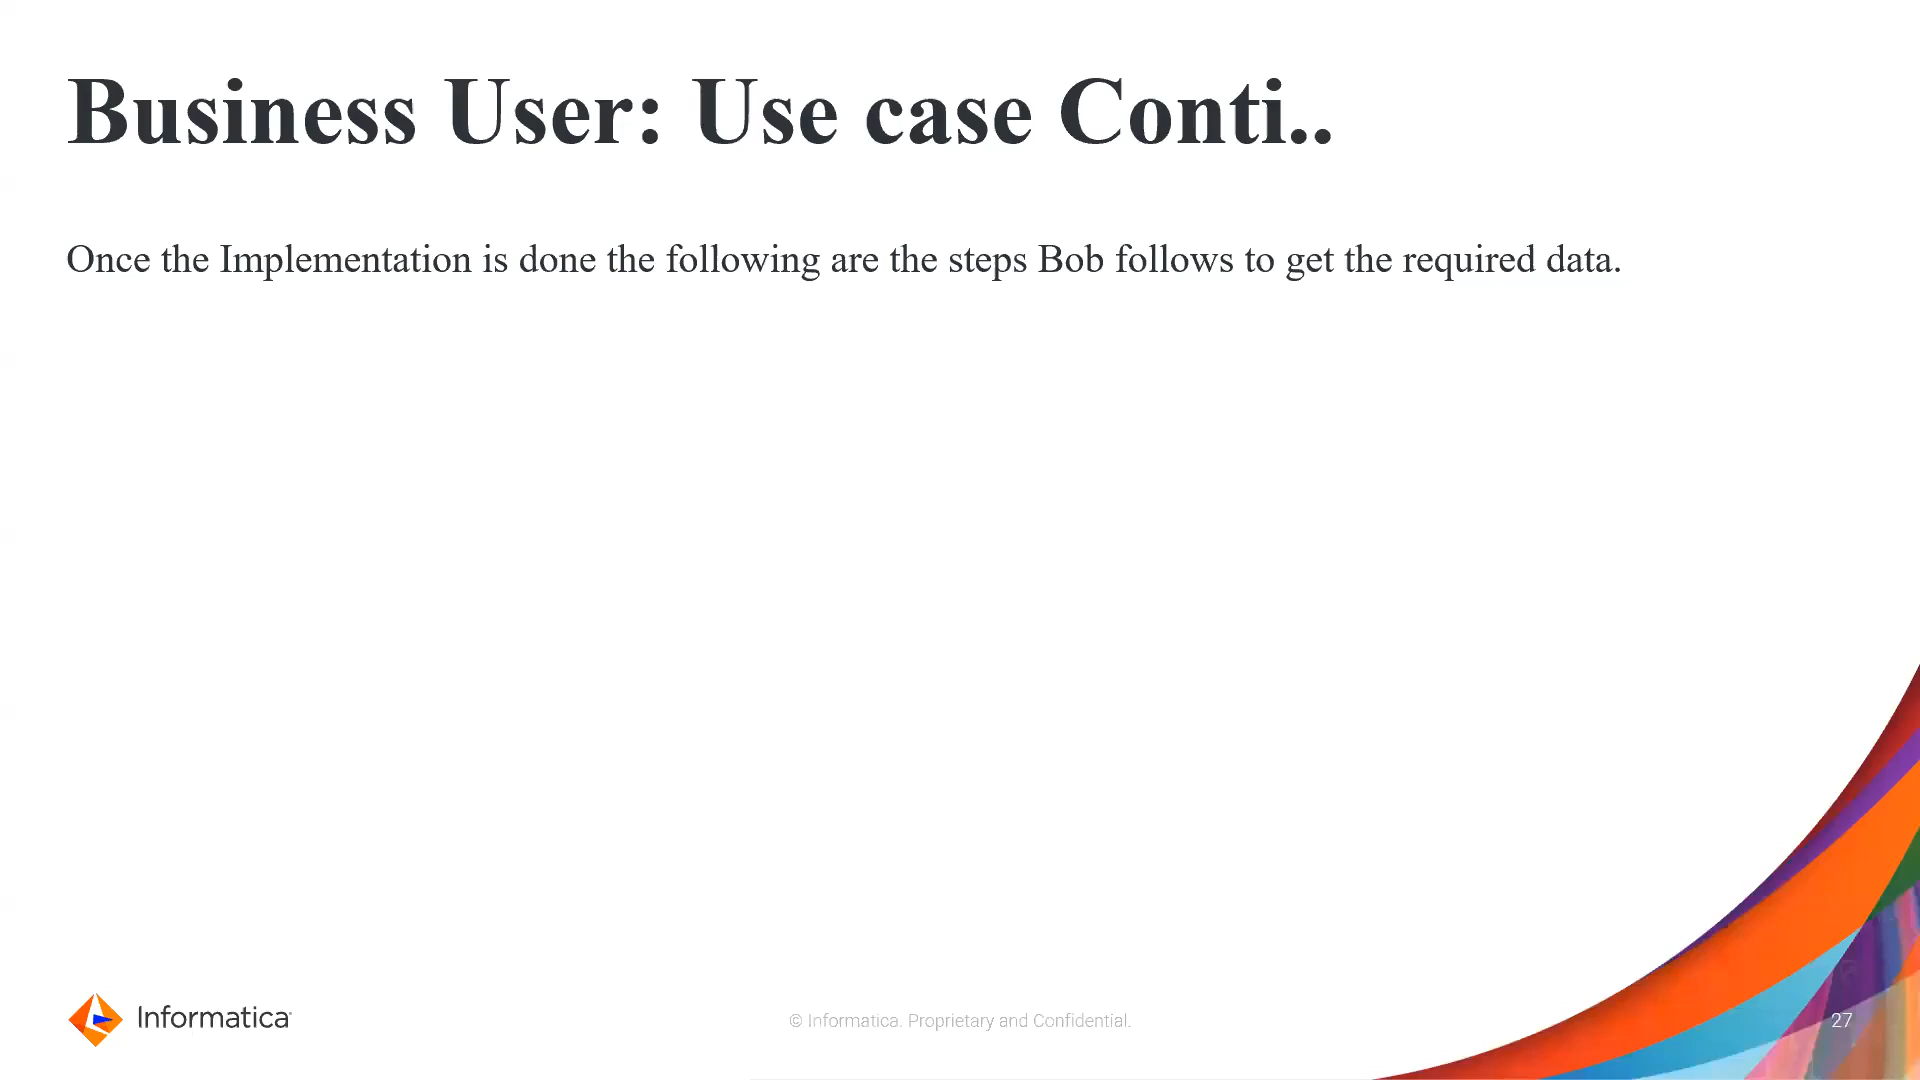 Business User: Use case Conti..
Once the Implementation is done the following are the steps Bob follows to get the required data.
Informatica
© Informatica. Proprietary and Confidential.
27